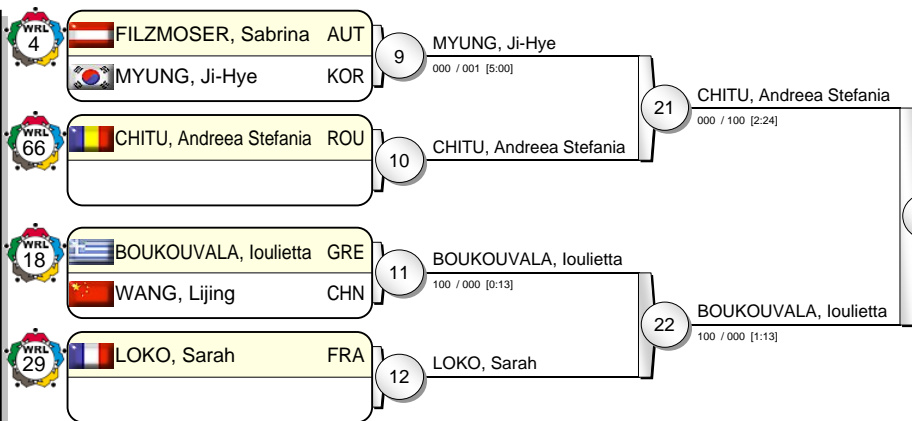 WRL
4
FILZMOSER, Sabrina AUT
MYUNG, Ji-Hye KOR
9
MYUNG, Ji-Hye
000 / 001 [5:00]
WRL
66
CHITU, Andreea Stefania ROU
10
CHITU, Andreea Stefania
21
CHITU, Andreea Stefania
000 / 100 [2:24]
WRL
18
BOUKOUVALA, Ioulietta GRE
WANG, Lijing CHN
11
BOUKOUVALA, Ioulietta
100 / 000 [0:13]
WRL
29
LOKO, Sarah FRA
12
LOKO, Sarah
22
BOUKOUVALA, Ioulietta
100 / 000 [1:13]